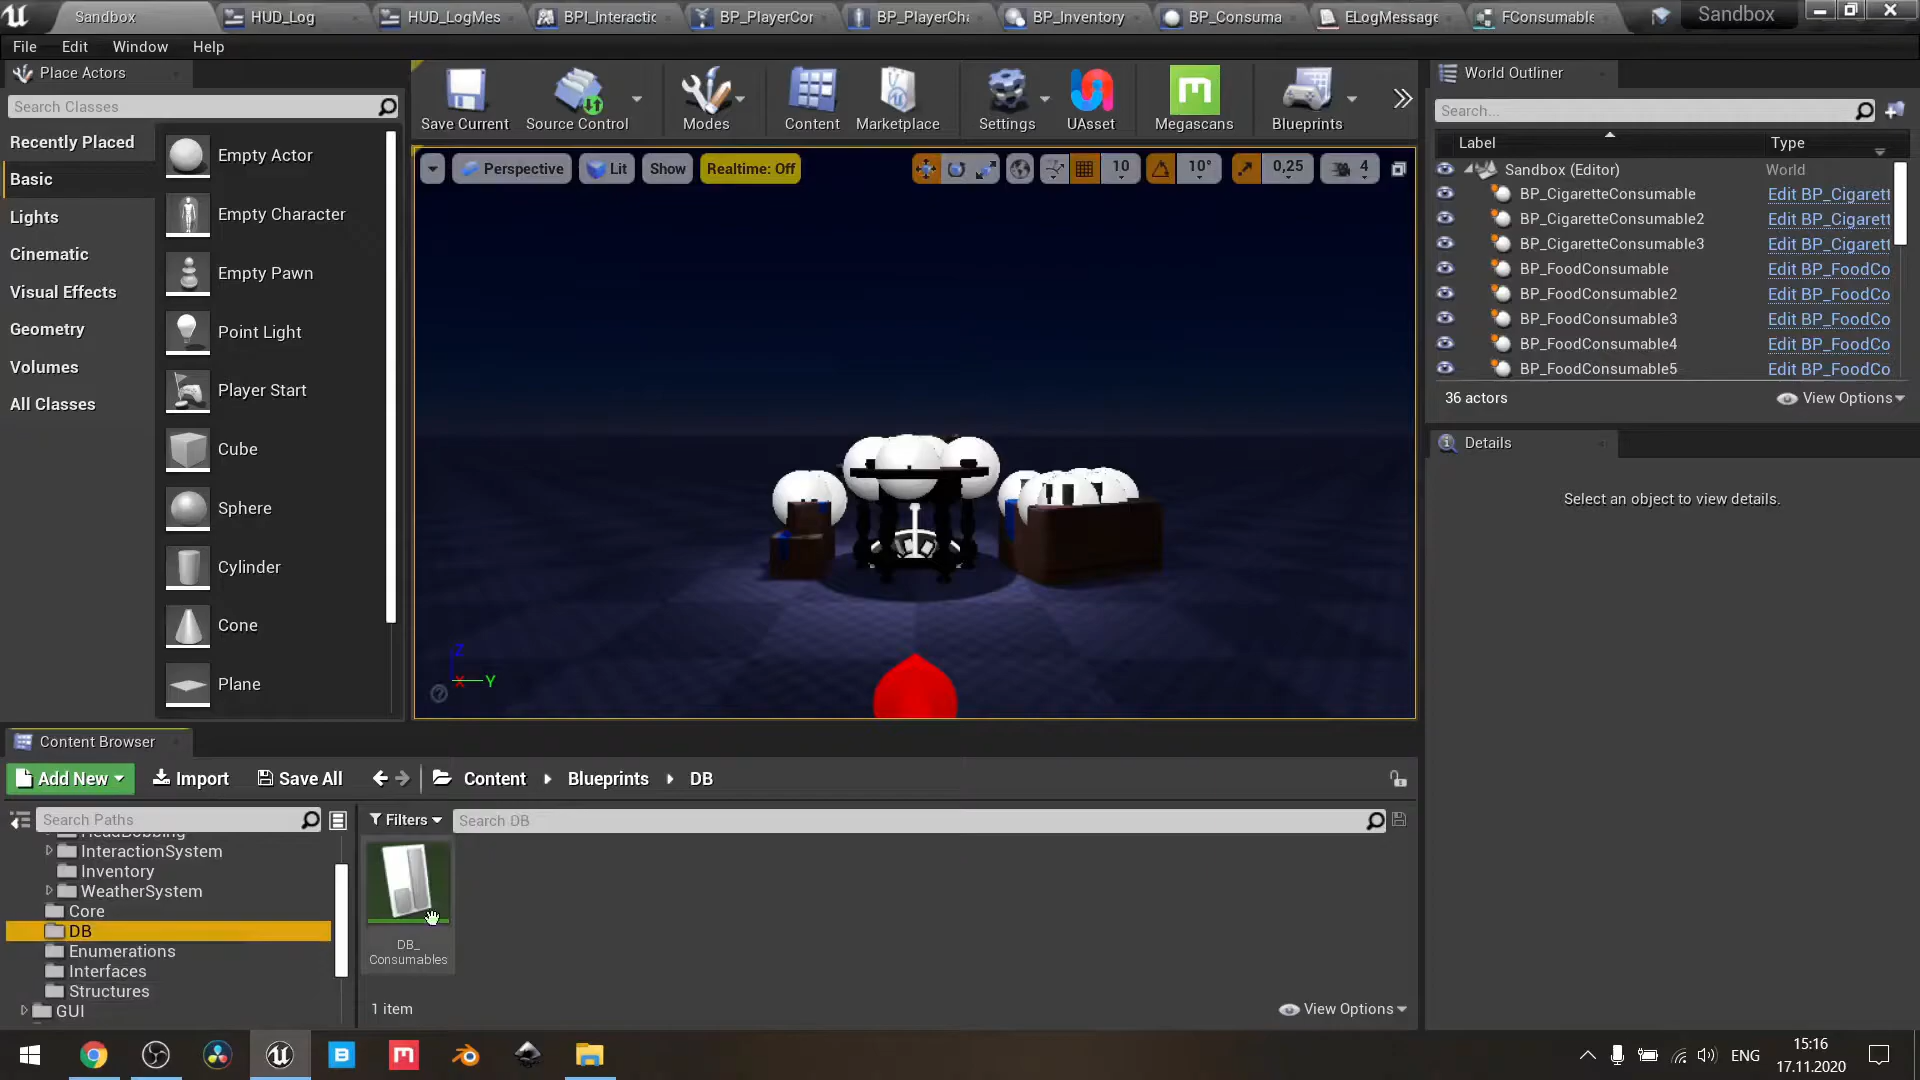 Sandbox
HUD_Log
HUD_LogMes
BPI_Interactio
BP_PlayerCor
BP_PlayerCha
BP_Inventory
BP_Consuma
ELogMessage
FConsumable
Sandbox
File
Edit
Window
Help
Place Actors
Search Classes
Recently Placed
Basic
Lights
Cinematic
Visual Effects
Geometry
Volumes
All Classes
Empty Actor
Empty Character
Empty Pawn
Point Light
Player Start
Cube
Sphere
Cylinder
Cone
Plane
Save Current
Source Control
Modes
Content
Marketplace
Settings
UAsset
Megascans
Blueprints
Perspective
Lit
Show
Realtime: Off
10
10°
0,25
4
Z
X
Y
World Outliner
Search...
Label
Type
Sandbox (Editor)
World
BP_CigaretteConsumable
Edit BP_Cigarett
BP_CigaretteConsumable2
Edit BP_Cigarett
BP_CigaretteConsumable3
Edit BP_Cigarett
BP_FoodConsumable
Edit BP_FoodCo
BP_FoodConsumable2
Edit BP_FoodCo
BP_FoodConsumable3
Edit BP_FoodCo
BP_FoodConsumable4
Edit BP_FoodCo
BP_FoodConsumable5
Edit BP_FoodCo
36 actors
View Options
Details
Select an object to view details.
Content Browser
Add New
Import
Save All
Content
Blueprints
DB
Search Paths
HeadBobbing
InteractionSystem
Inventory
WeatherSystem
Core
DB
Enumerations
Interfaces
Structures
GUI
Filters
Search DB
DB_
Consumables
1 item
View Options
ENG
15:16
17.11.2020